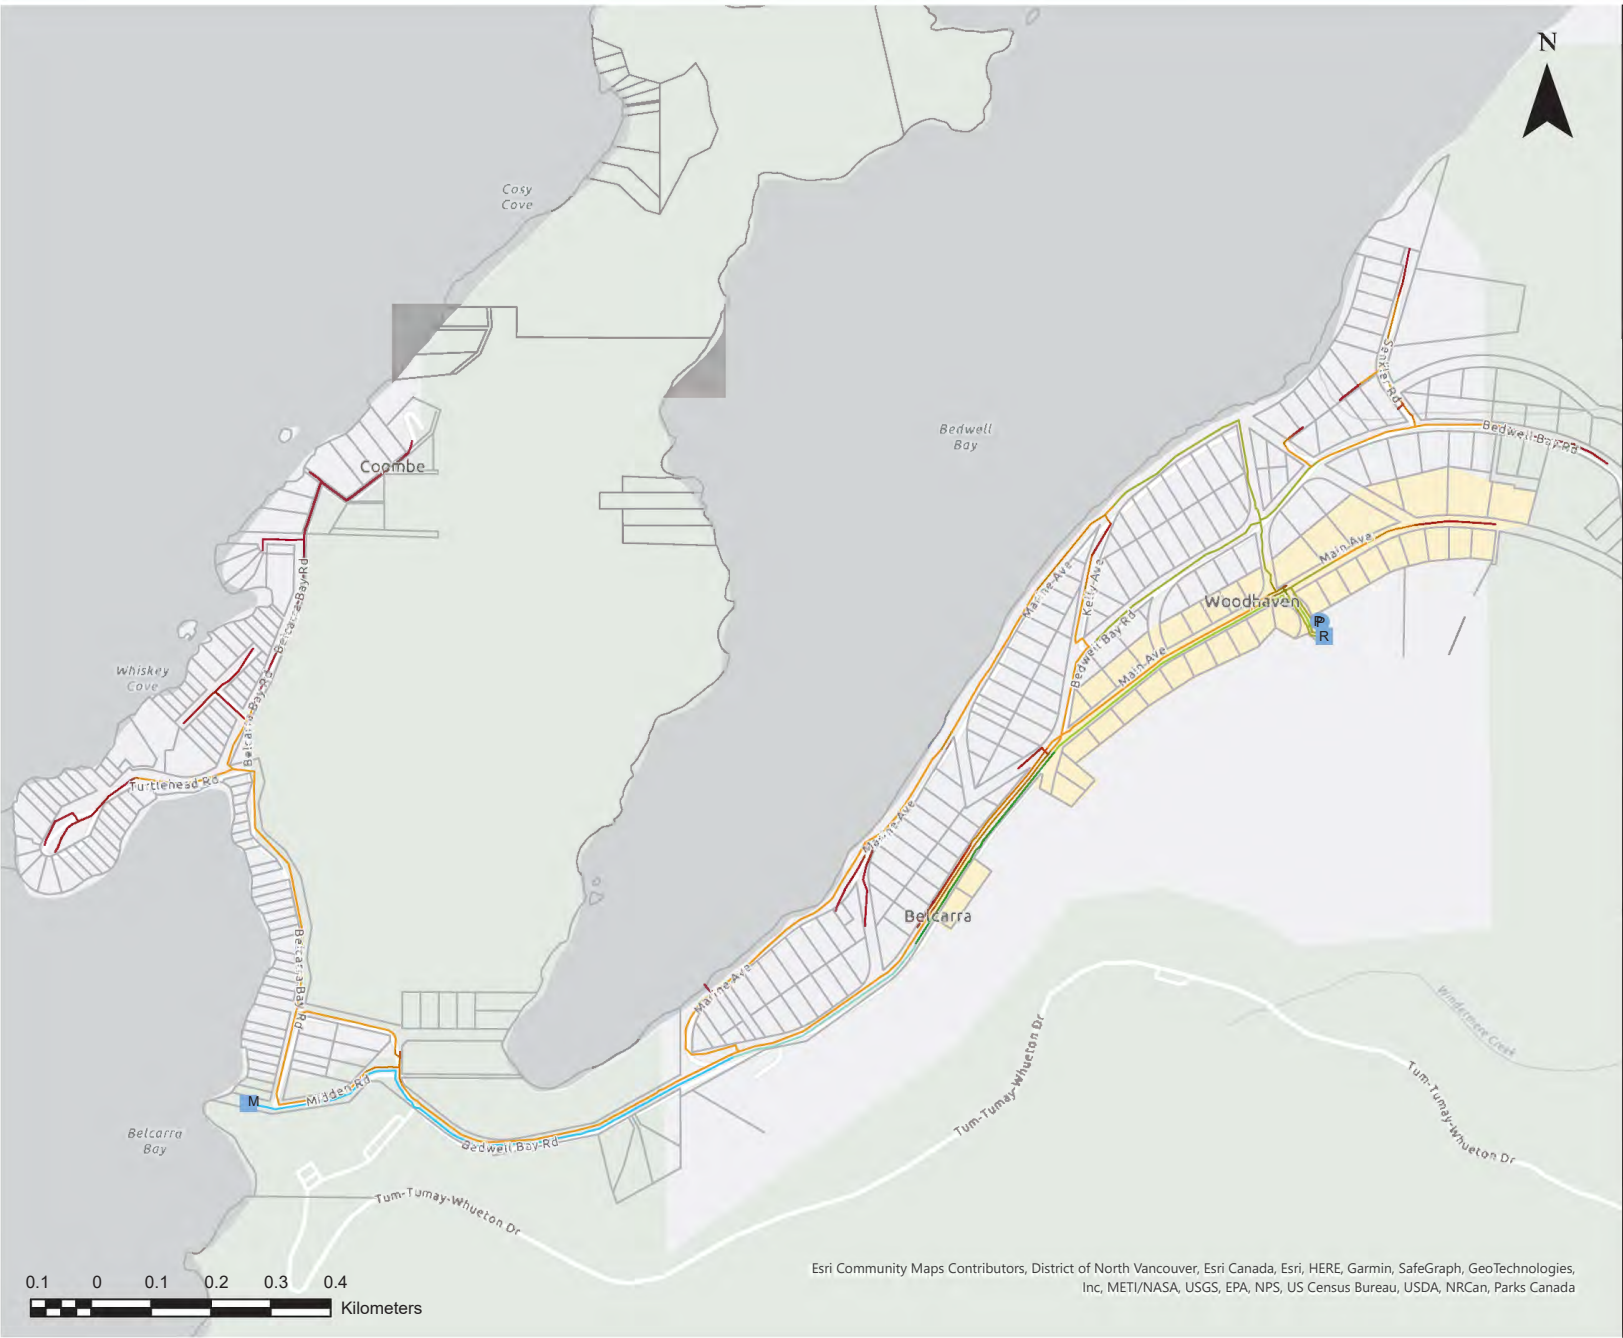 N
Cosy
Cove
Senkler Rd
Bedwell
Bay
Bedwell Bay Rd
Coombe
Main Ave
Marine Ave
Kelly Ave
Belcarra Bay Rd
Woodhaven
P
P
R
Bedwell Bay Rd
Main Ave
Whiskey
Cove
Belcarra Bay Rd
Belcarra Bay Rd
Turtlehead Rd
Marine Ave
Belcarra
Belcarra Bay Rd
Marine Ave
Windermere Creek
Tum-Tumay-Whueton Dr
Tum-Tumay-Whueton Dr
M
Midden Rd
Belcarra
Bay
Bedwell Bay Rd
Tum-Tumay-Whueton Dr
Esri Community Maps Contributors, District of North Vancouver, Esri Canada, Esri, HERE, Garmin, SafeGraph, GeoTechnologies,
Inc, METI/NASA, USGS, EPA, NPS, US Census Bureau, USDA, NRCan, Parks Canada
0.1 0 0.1 0.2 0.3 0.4
Kilometers